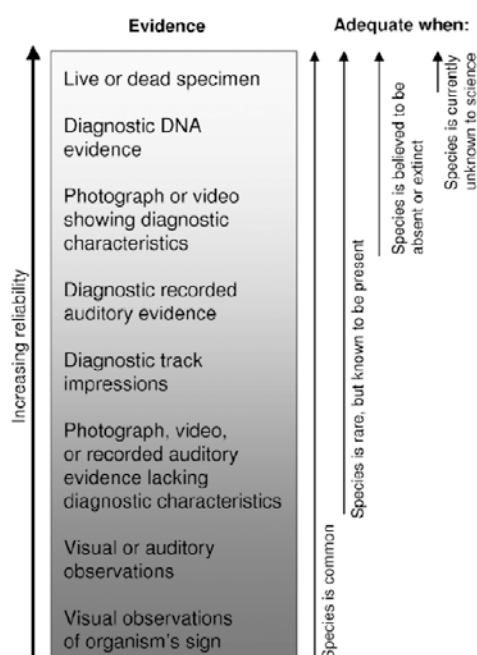 Evidence
Adequate when:
Live or dead specimen
Diagnostic DNA
evidence
Photograph or video
showing diagnostic
characteristics
Diagnostic recorded
auditory evidence
Diagnostic track
impressions
Photograph, video,
or recorded auditory
evidence lacking
diagnostic characteristics
Visual or auditory
observations
Visual observations
of organism's sign
Increasing reliability
Species is common
Species is rare, but known to be present
Species is believed to be
absent or extinct
Species is currently
unknown to science